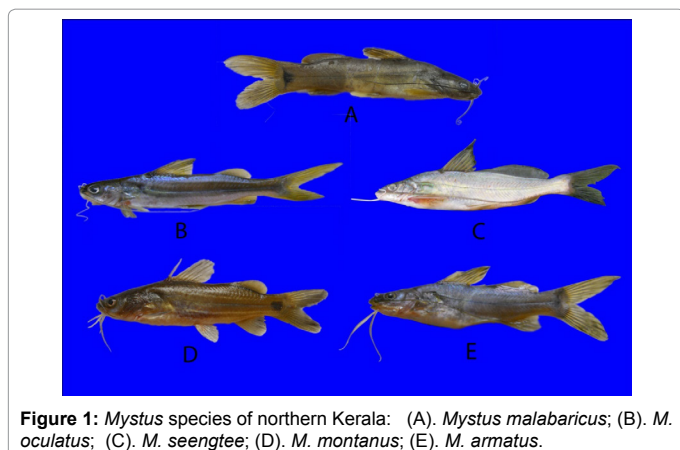 A
B
C
D
E
Figure 1: Mystus species of northern Kerala: (A). Mystus malabaricus; (B). M.
oculatus; (C). M. seengtee; (D). M. montanus; (E). M. armatus.